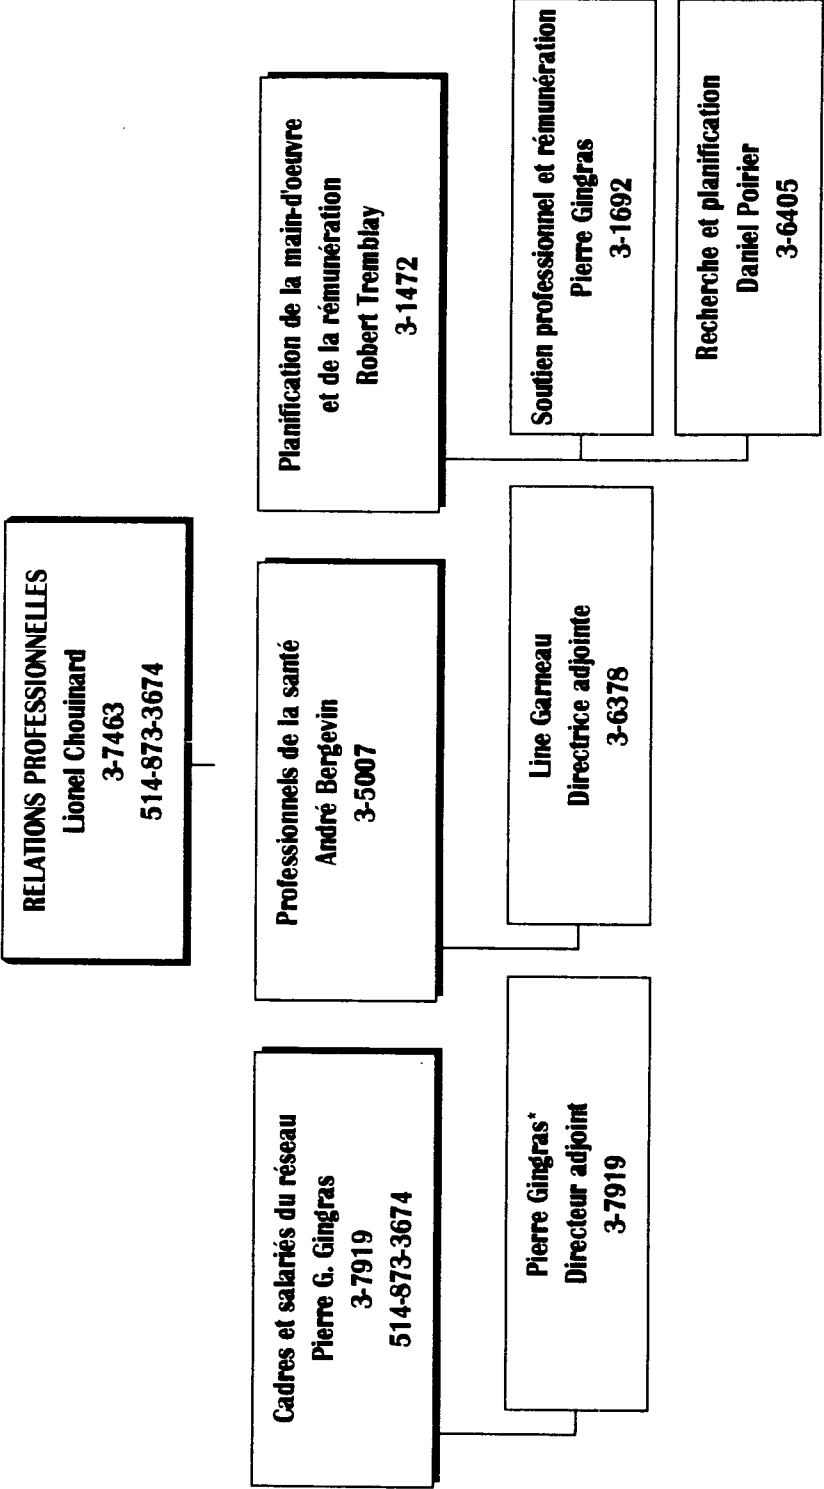 RELATIONS PROFESSIONNELLES
Lionel Chouinard
3-7463
514-873-3674
Cadres et salariés du réseau
Pierre G. Gingras
3-7919
514-873-3674
Professionnels de la santé
André Bergevin
3-5007
Planification de la main-d'oeuvre
et de la rémunération
Robert Tremblay
3-1472
Pierre Gingras*
Directeur adjoint
3-7919
Line Garneau
Directrice adjointe
3-6378
Soutien professionnel et rémunération
Pierre Gingras
3-1692
Recherche et planification
Daniel Poirier
3-6405